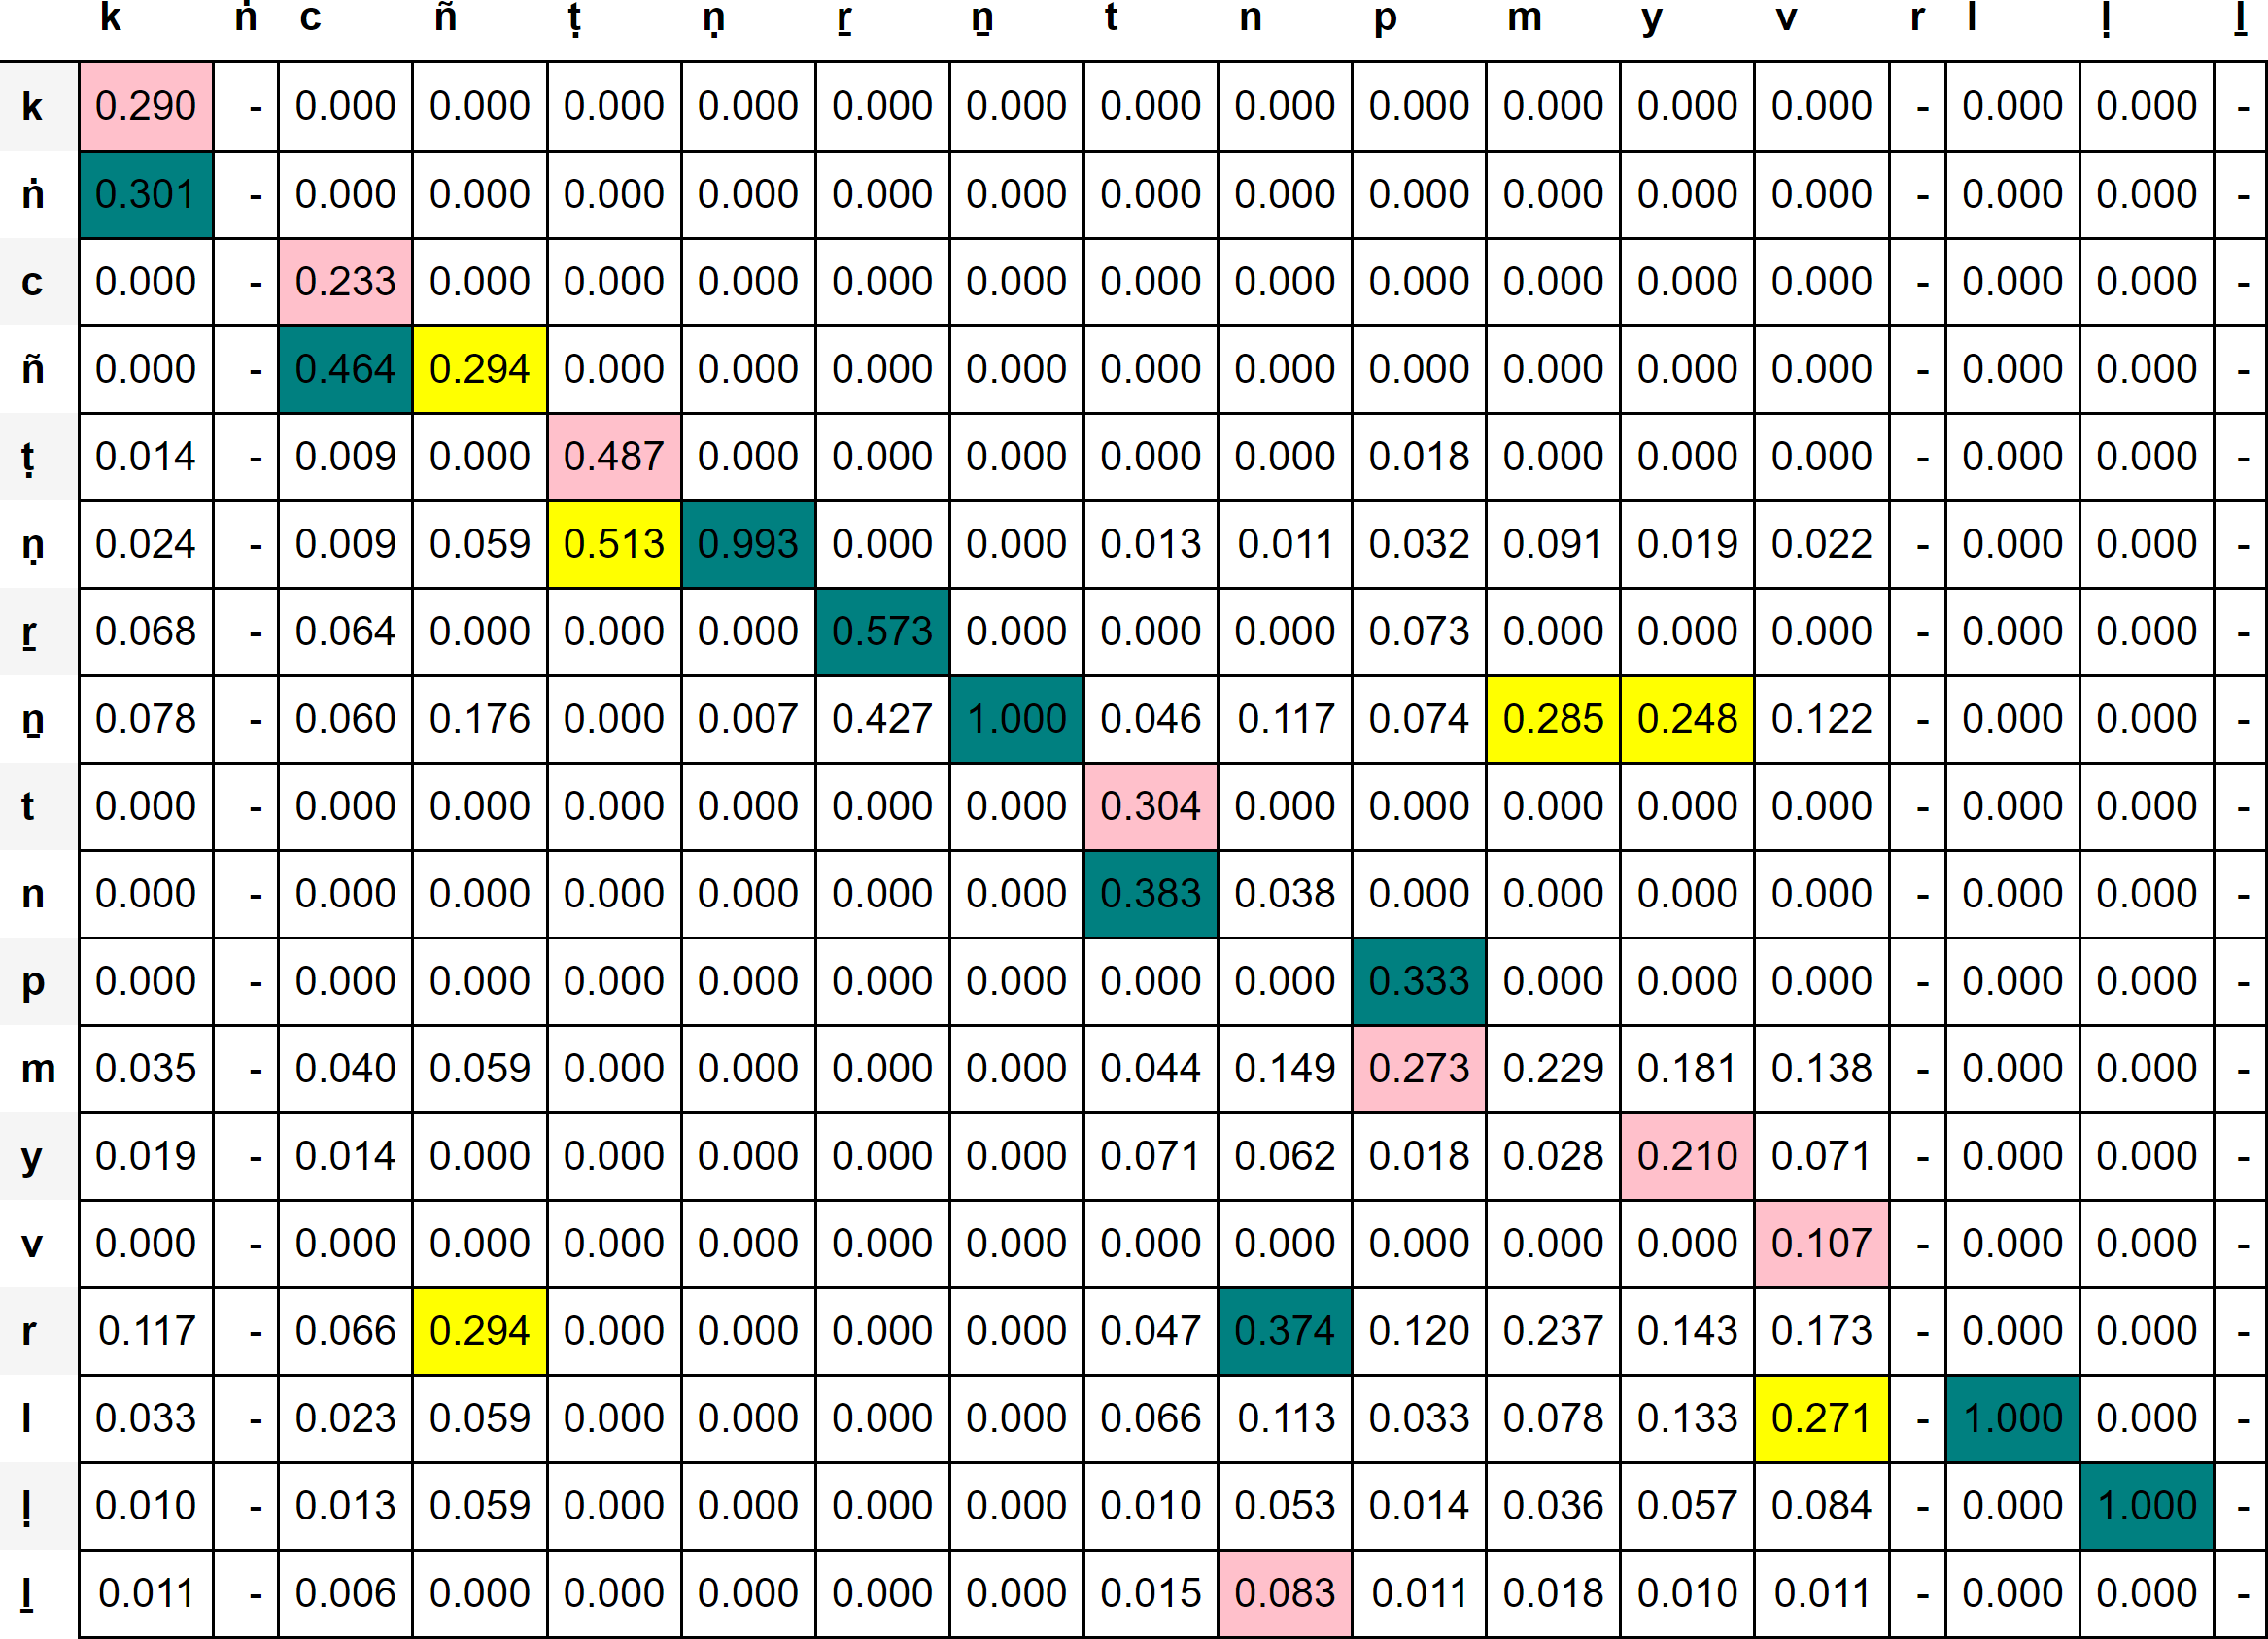 k ṅ c ñ ṭ ṇ ṟ ṉ t n p m y v r l ḷ ḻ
k 0.290 - 0.000 0.000 0.000 0.000 0.000 0.000 0.000 0.000 0.000 0.000 0.000 0.000 - 0.000 0.000 -
ṅ 0.301 - 0.000 0.000 0.000 0.000 0.000 0.000 0.000 0.000 0.000 0.000 0.000 0.000 - 0.000 0.000 -
c 0.000 - 0.233 0.000 0.000 0.000 0.000 0.000 0.000 0.000 0.000 0.000 0.000 0.000 - 0.000 0.000 -
ñ 0.000 - 0.464 0.294 0.000 0.000 0.000 0.000 0.000 0.000 0.000 0.000 0.000 0.000 - 0.000 0.000 -
ṭ 0.014 - 0.009 0.000 0.487 0.000 0.000 0.000 0.000 0.000 0.018 0.000 0.000 0.000 - 0.000 0.000 -
ṇ 0.024 - 0.009 0.059 0.513 0.993 0.000 0.000 0.013 0.011 0.032 0.091 0.019 0.022 - 0.000 0.000 -
ṟ 0.068 - 0.064 0.000 0.000 0.000 0.573 0.000 0.000 0.000 0.073 0.000 0.000 0.000 - 0.000 0.000 -
ṉ 0.078 - 0.060 0.176 0.000 0.007 0.427 1.000 0.046 0.117 0.074 0.285 0.248 0.122 - 0.000 0.000 -
t 0.000 - 0.000 0.000 0.000 0.000 0.000 0.000 0.304 0.000 0.000 0.000 0.000 0.000 - 0.000 0.000 -
n 0.000 - 0.000 0.000 0.000 0.000 0.000 0.000 0.383 0.038 0.000 0.000 0.000 0.000 - 0.000 0.000 -
p 0.000 - 0.000 0.000 0.000 0.000 0.000 0.000 0.000 0.000 0.333 0.000 0.000 0.000 - 0.000 0.000 -
m 0.035 - 0.040 0.059 0.000 0.000 0.000 0.000 0.044 0.149 0.273 0.229 0.181 0.138 - 0.000 0.000 -
y 0.019 - 0.014 0.000 0.000 0.000 0.000 0.000 0.071 0.062 0.018 0.028 0.210 0.071 - 0.000 0.000 -
v 0.000 - 0.000 0.000 0.000 0.000 0.000 0.000 0.000 0.000 0.000 0.000 0.000 0.107 - 0.000 0.000 -
r 0.117 - 0.066 0.294 0.000 0.000 0.000 0.000 0.047 0.374 0.120 0.237 0.143 0.173 - 0.000 0.000 -
l 0.033 - 0.023 0.059 0.000 0.000 0.000 0.000 0.066 0.113 0.033 0.078 0.133 0.271 - 1.000 0.000 -
ḷ 0.010 - 0.013 0.059 0.000 0.000 0.000 0.000 0.010 0.053 0.014 0.036 0.057 0.084 - 0.000 1.000 -
ḻ 0.011 - 0.006 0.000 0.000 0.000 0.000 0.000 0.015 0.083 0.011 0.018 0.010 0.011 - 0.000 0.000 -